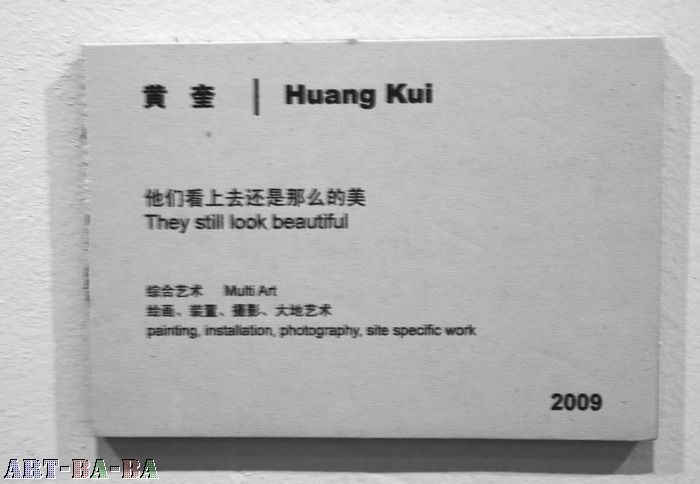 黄 奎 | Huang Kui
他们看上去还是那么的美
They still look beautiful
综合艺术 Multi Art
绘画、装置、摄影、大地艺术
painting, installation, photography, site specific work
2009
ART-BA-BA